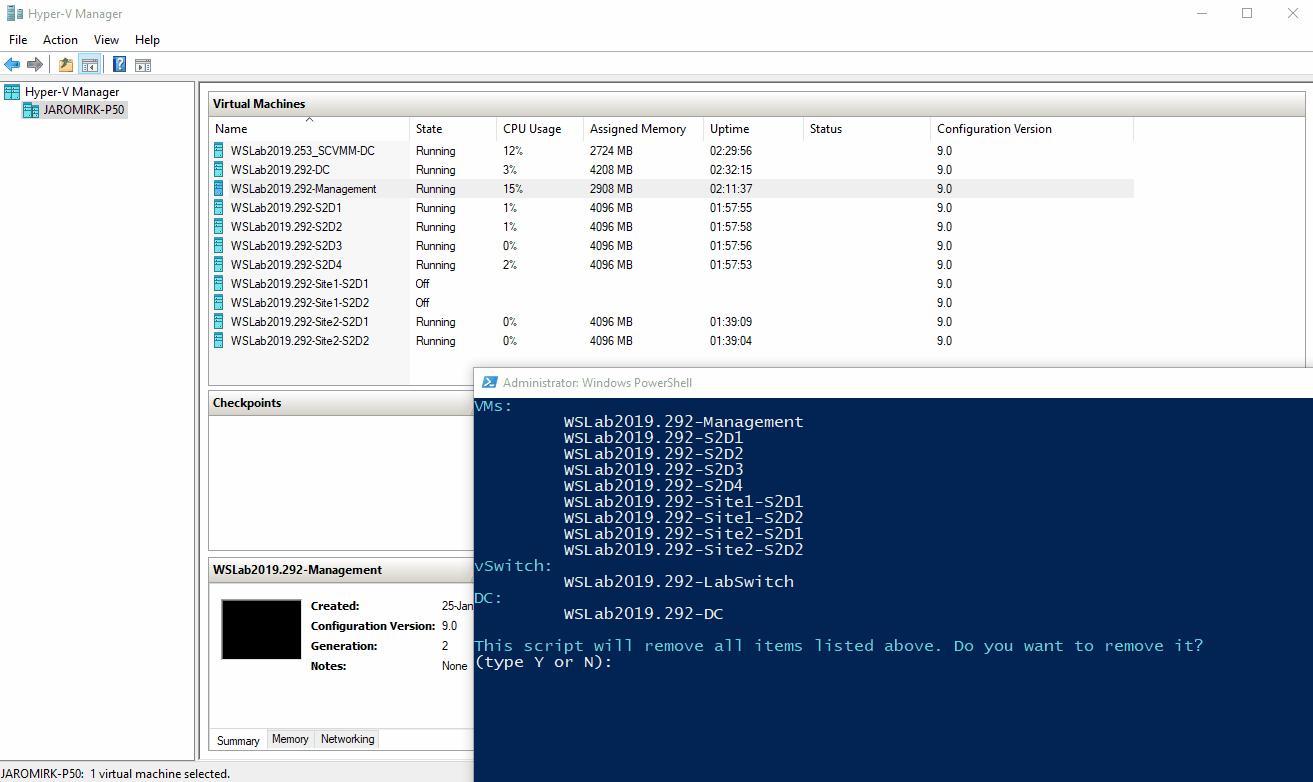 Hyper-V Manager
File Action View Help
Hyper-V Manager
JAROMIRK-P50
Virtual Machines
Name State CPU Usage Assigned Memory Uptime Status Configuration Version
WSLab2019.253_SCVMM-DC Running 12% 2724 MB 02:29:56 9.0
WSLab2019.292-DC Running 3% 4208 MB 02:32:15 9.0
WSLab2019.292-Management Running 15% 2908 MB 02:11:37 9.0
WSLab2019.292-S2D1 Running 1% 4096 MB 01:57:55 9.0
WSLab2019.292-S2D2 Running 1% 4096 MB 01:57:58 9.0
WSLab2019.292-S2D3 Running 0% 4096 MB 01:57:56 9.0
WSLab2019.292-S2D4 Running 2% 4096 MB 01:57:53 9.0
WSLab2019.292-Site1-S2D1 Off 9.0
WSLab2019.292-Site1-S2D2 Off 9.0
WSLab2019.292-Site2-S2D1 Running 0% 4096 MB 01:39:09 9.0
WSLab2019.292-Site2-S2D2 Running 0% 4096 MB 01:39:04 9.0
Checkpoints
WSLab2019.292-Management
Created: 25-Jan
Configuration Version: 9.0
Generation: 2
Notes: None
Summary Memory Networking
JAROMIRK-P50: 1 virtual machine selected.
Administrator: Windows PowerShell
VMs:
WSLab2019.292-Management
WSLab2019.292-S2D1
WSLab2019.292-S2D2
WSLab2019.292-S2D3
WSLab2019.292-S2D4
WSLab2019.292-Site1-S2D1
WSLab2019.292-Site1-S2D2
WSLab2019.292-Site2-S2D1
WSLab2019.292-Site2-S2D2
vSwitch:
WSLab2019.292-LabSwitch
DC:
WSLab2019.292-DC
This script will remove all items listed above. Do you want to remove it?
(type Y or N):